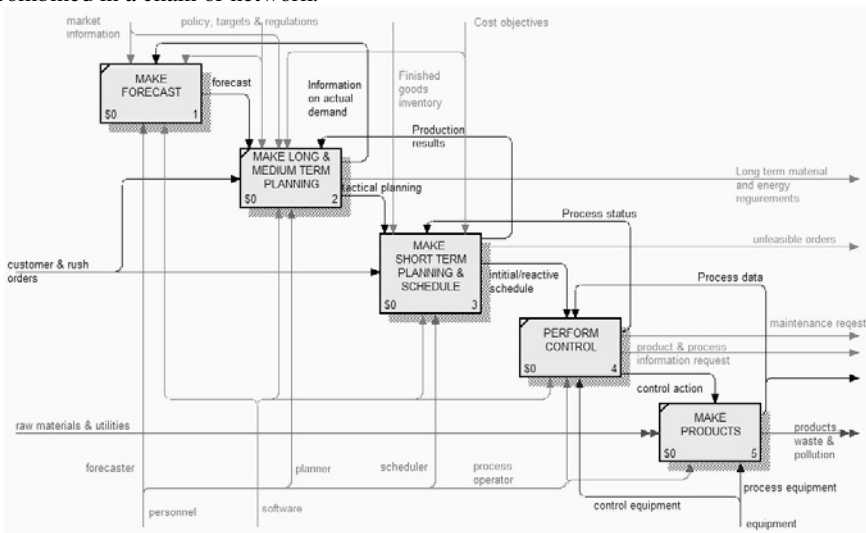 combined in a chain or network.
market
information
policy, targets & regulations
Cost objectives
MAKE
FORECAST
$0 1
forecast
Information
on actual
demand
Finished
goods
inventory
Production
results
MAKE LONG &
MEDIUM TERM
PLANNING
$0 2
tactical planning
Long term material
and energy
reguirements
Process status
unfeasible orders
customer & rush
orders
MAKE
SHORT TERM
PLANNING &
SCHEDULE
$0 3
intitial/reactive
schedule
Process data
maintenance reqest
PERFORM
CONTROL
$0 4
product & process
information request
control action
raw materials & utilities
MAKE
PRODUCTS
$0 5
products
waste &
pollution
forecaster
planner
scheduler
process
operator
process equipment
control equipment
personnel
software
equipment